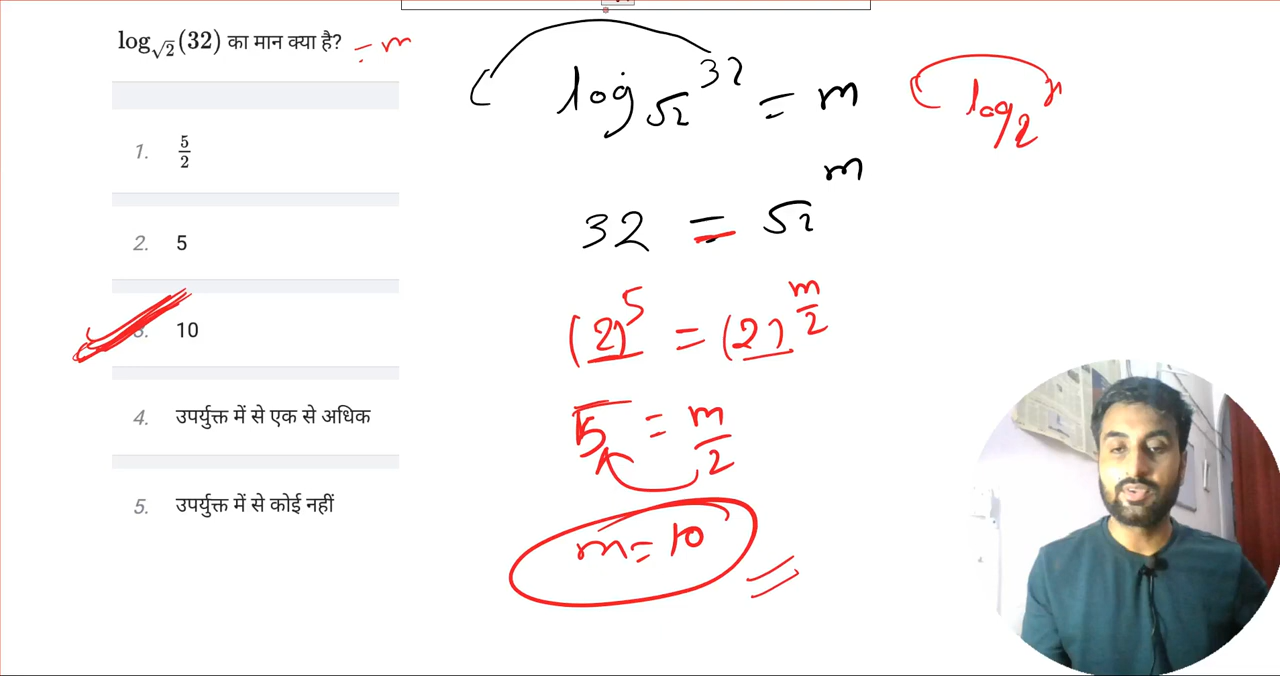 log√2(32) का मान क्या है? = m
1. 5/2
2. 5
3. 10
4. उपर्युक्त में से एक से अधिक
5. उपर्युक्त में से कोई नहीं
log√2 32 = m
32 = √2^m
(2)^5 = (2)^m/2
5 = m/2
m = 10
log2